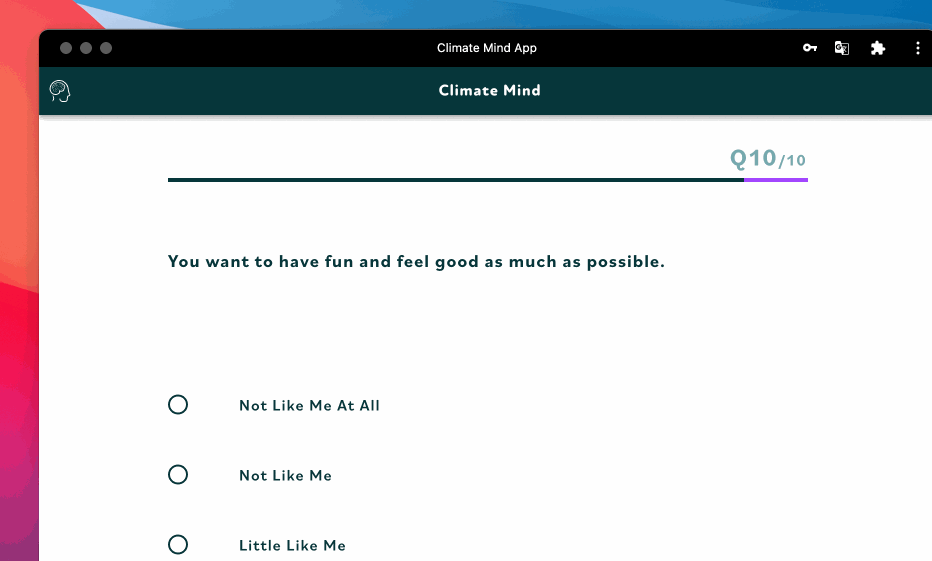 Climate Mind App
Climate Mind
Q10/10
You want to have fun and feel good as much as possible.
Not Like Me At All
Not Like Me
Little Like Me